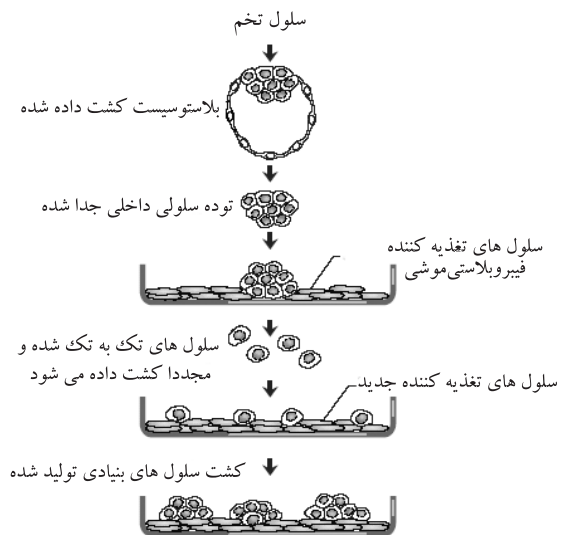 سلول تخم
بلاستوسیست کشت داده شده
توده سلولی داخلی جدا شده
سلول های تغذیه کننده
فیبروبلاستی‌موشی
سلول های تک به تک شده و
مجددا کشت داده می شود
سلول های تغذیه کننده جدید
کشت سلول های بنیادی تولید شده